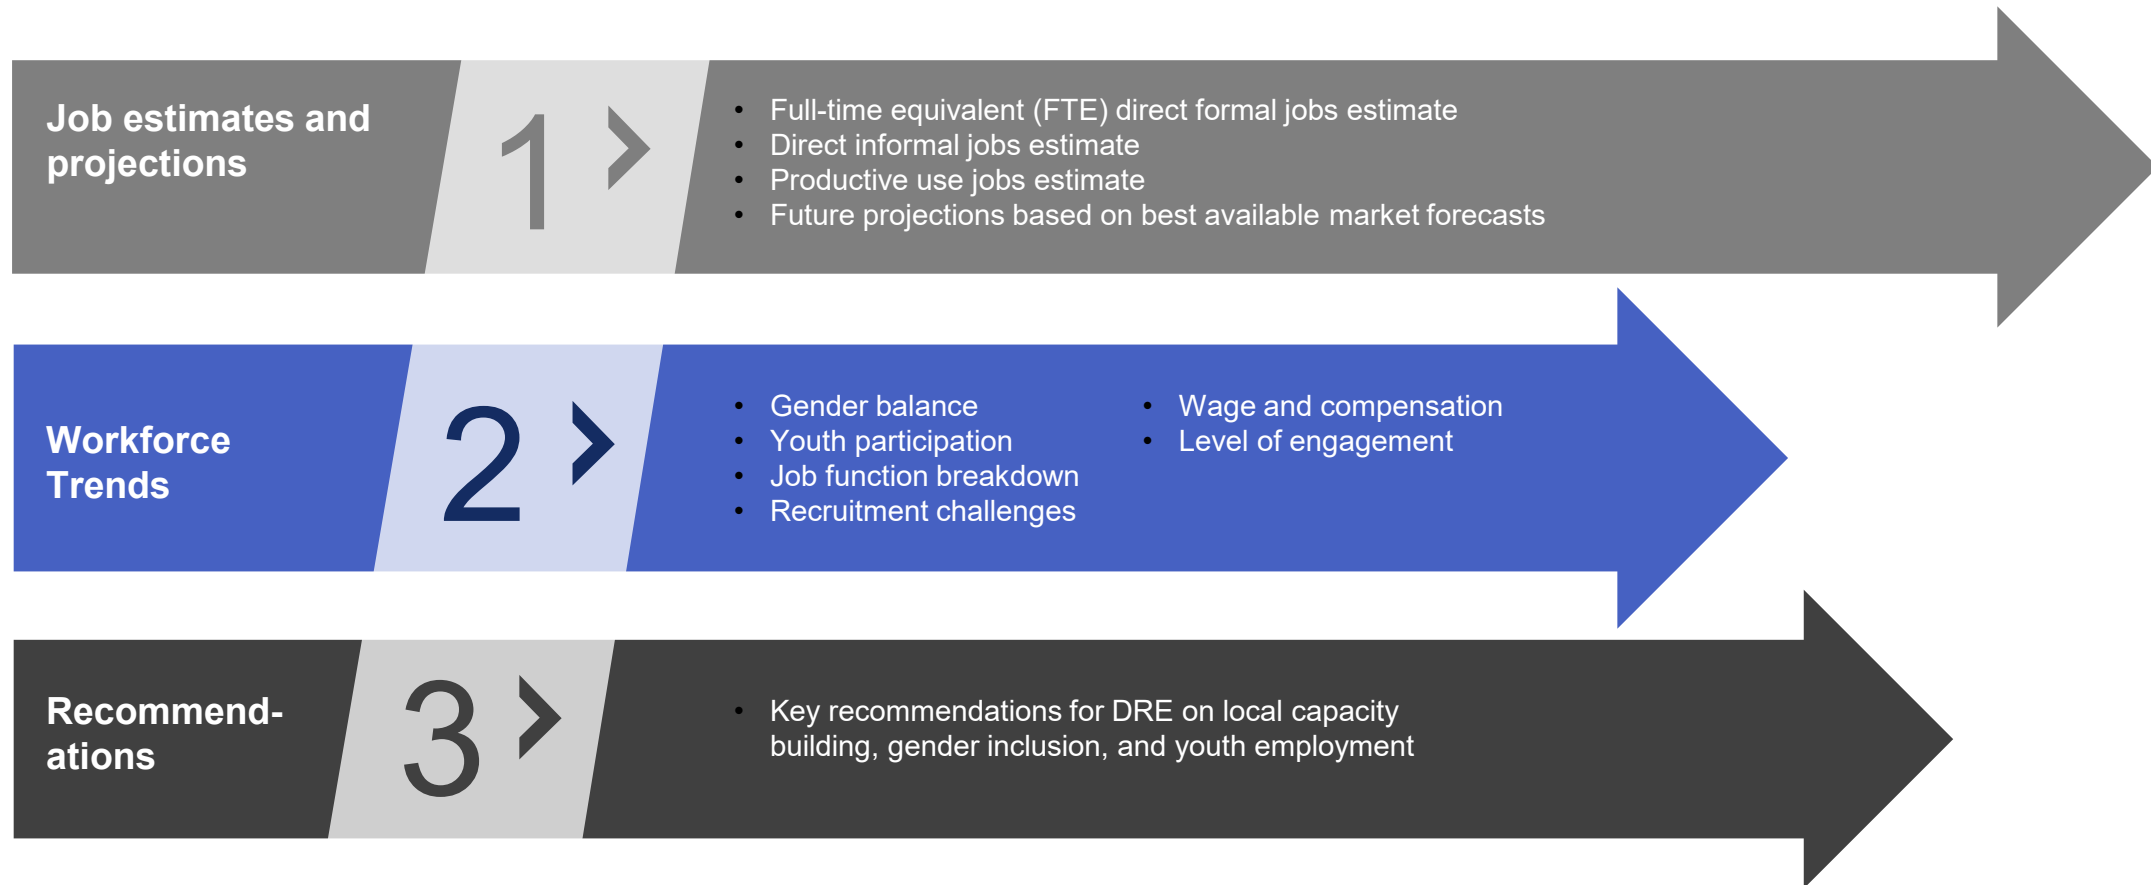 Job estimates and
projections
1
• Full-time equivalent (FTE) direct formal jobs estimate
• Direct informal jobs estimate
• Productive use jobs estimate
• Future projections based on best available market forecasts
Workforce
Trends
2
• Gender balance
• Youth participation
• Job function breakdown
• Recruitment challenges
• Wage and compensation
• Level of engagement
Recommend-
ations
3
• Key recommendations for DRE on local capacity
building, gender inclusion, and youth employment